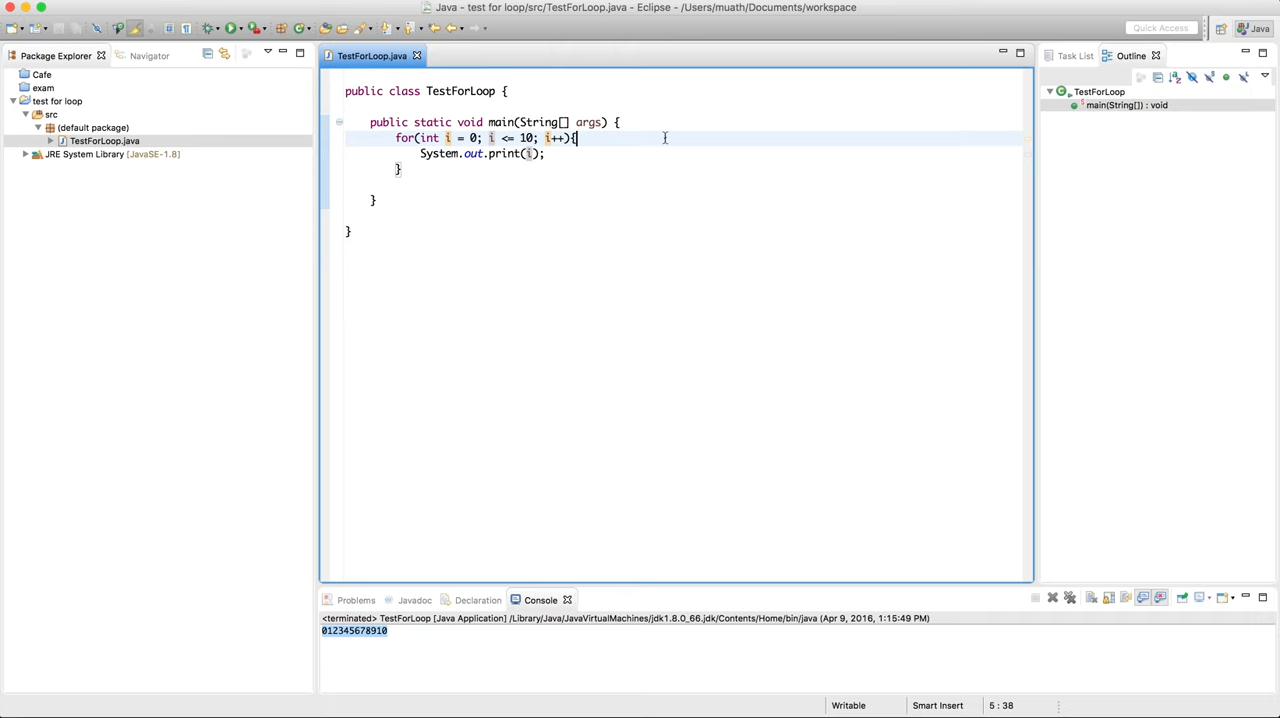 Java - test for loop/src/TestForLoop.java - Eclipse - /Users/muath/Documents/workspace
Quick Access
Java
Package Explorer
Navigator
Cafe
exam
test for loop
src
(default package)
TestForLoop.java
JRE System Library [JavaSE-1.8]
TestForLoop.java
public class TestForLoop {
public static void main(String[] args) {
for(int i = 0; i <= 10; i++){
System.out.print(i);
}
}
}
Task List
Outline
TestForLoop
main(String[]) : void
Problems
Javadoc
Declaration
Console
<terminated> TestForLoop [Java Application] /Library/Java/JavaVirtualMachines/jdk1.8.0_66.jdk/Contents/Home/bin/java (Apr 9, 2016, 1:15:49 PM)
012345678910
Writable
Smart Insert
5 : 38